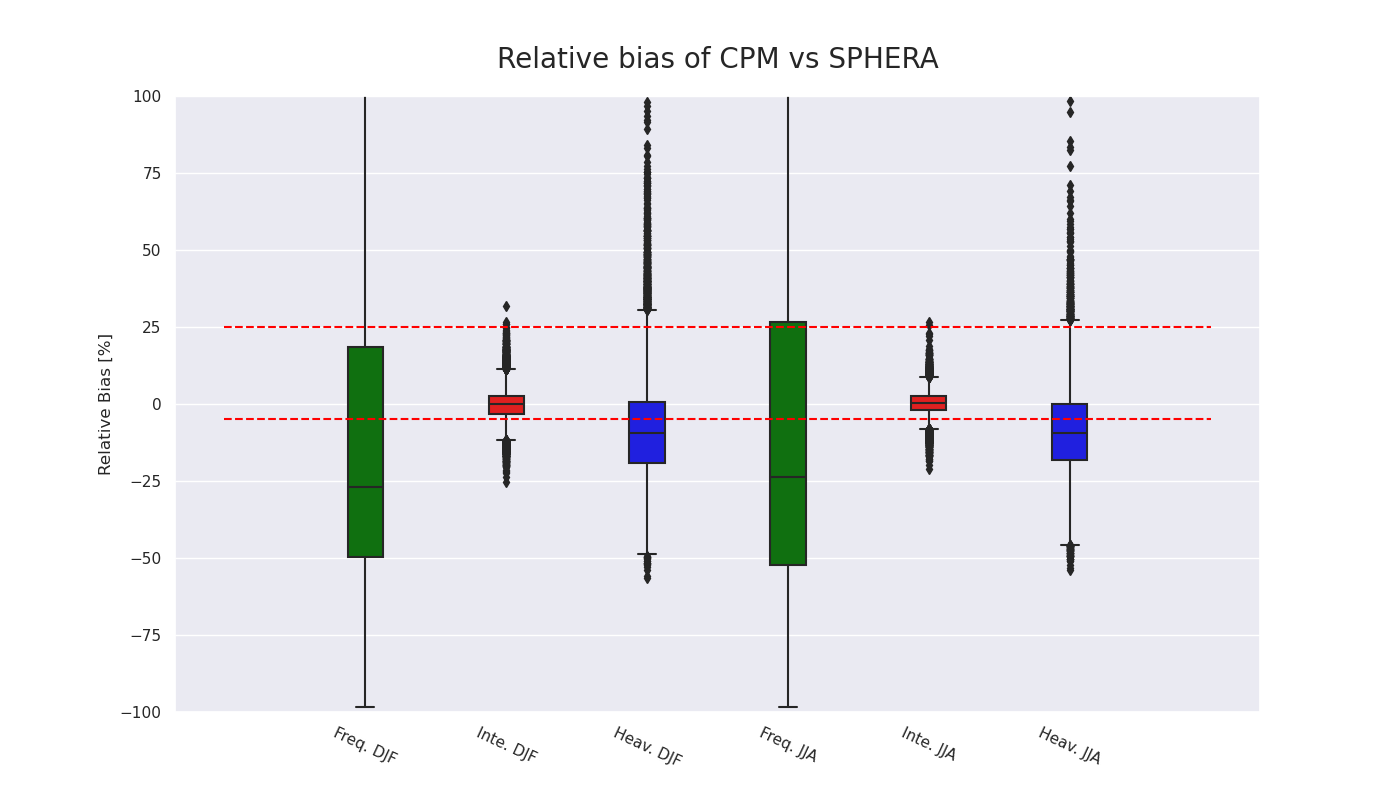 Relative bias of CPM vs SPHERA
100
75
50
25
0
−25
−50
−75
−100
Relative Bias [%]
Freq. DJF
Inte. DJF
Heav. DJF
Freq. JJA
Inte. JJA
Heav. JJA